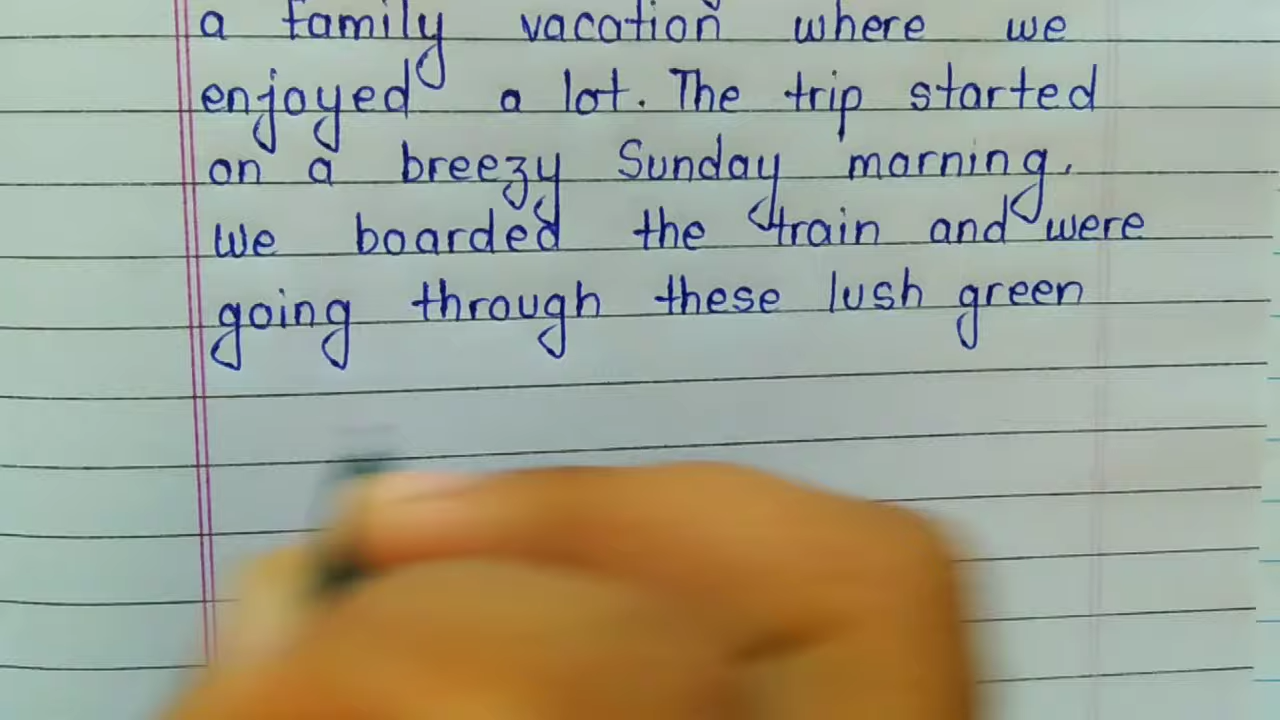 a family vacation where we
enjoyed a lot. The trip started
on a breezy Sunday morning.
We boarded the train and were
going through these lush green